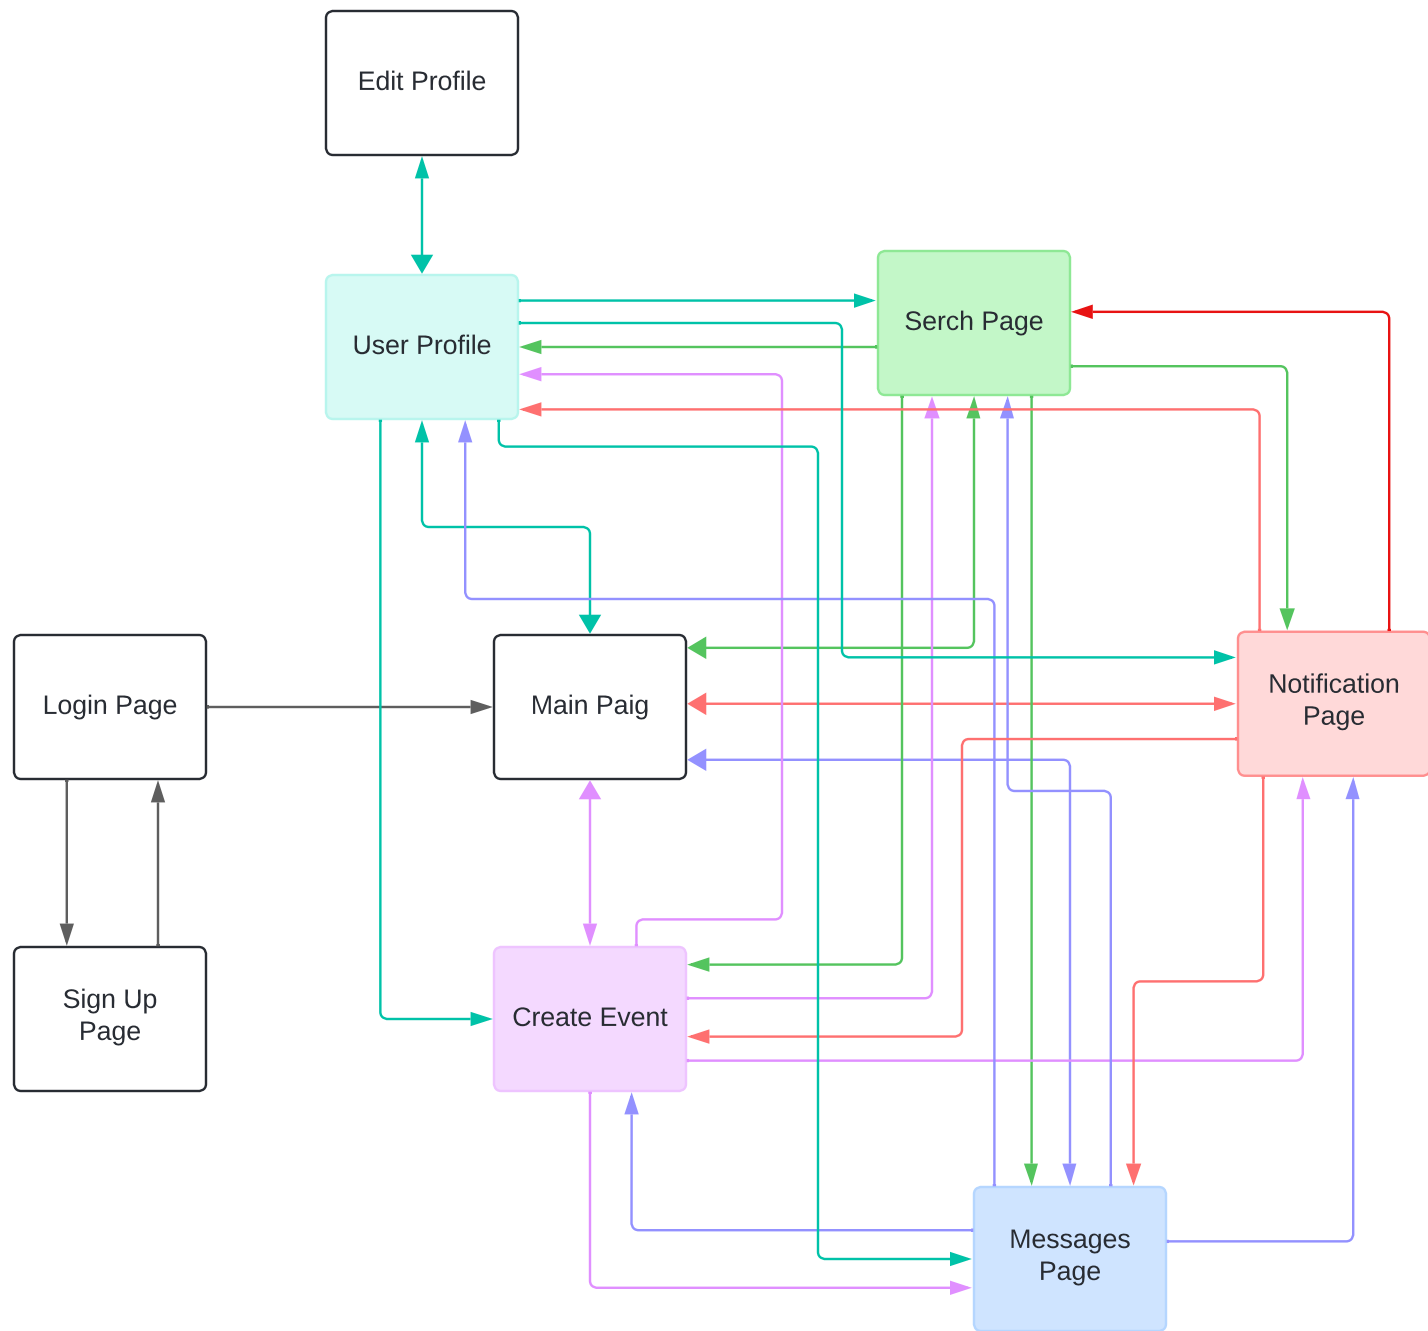 Edit Profile
User Profile
Serch Page
Login Page
Main Paig
Notification
Page
Sign Up
Page
Create Event
Messages
Page